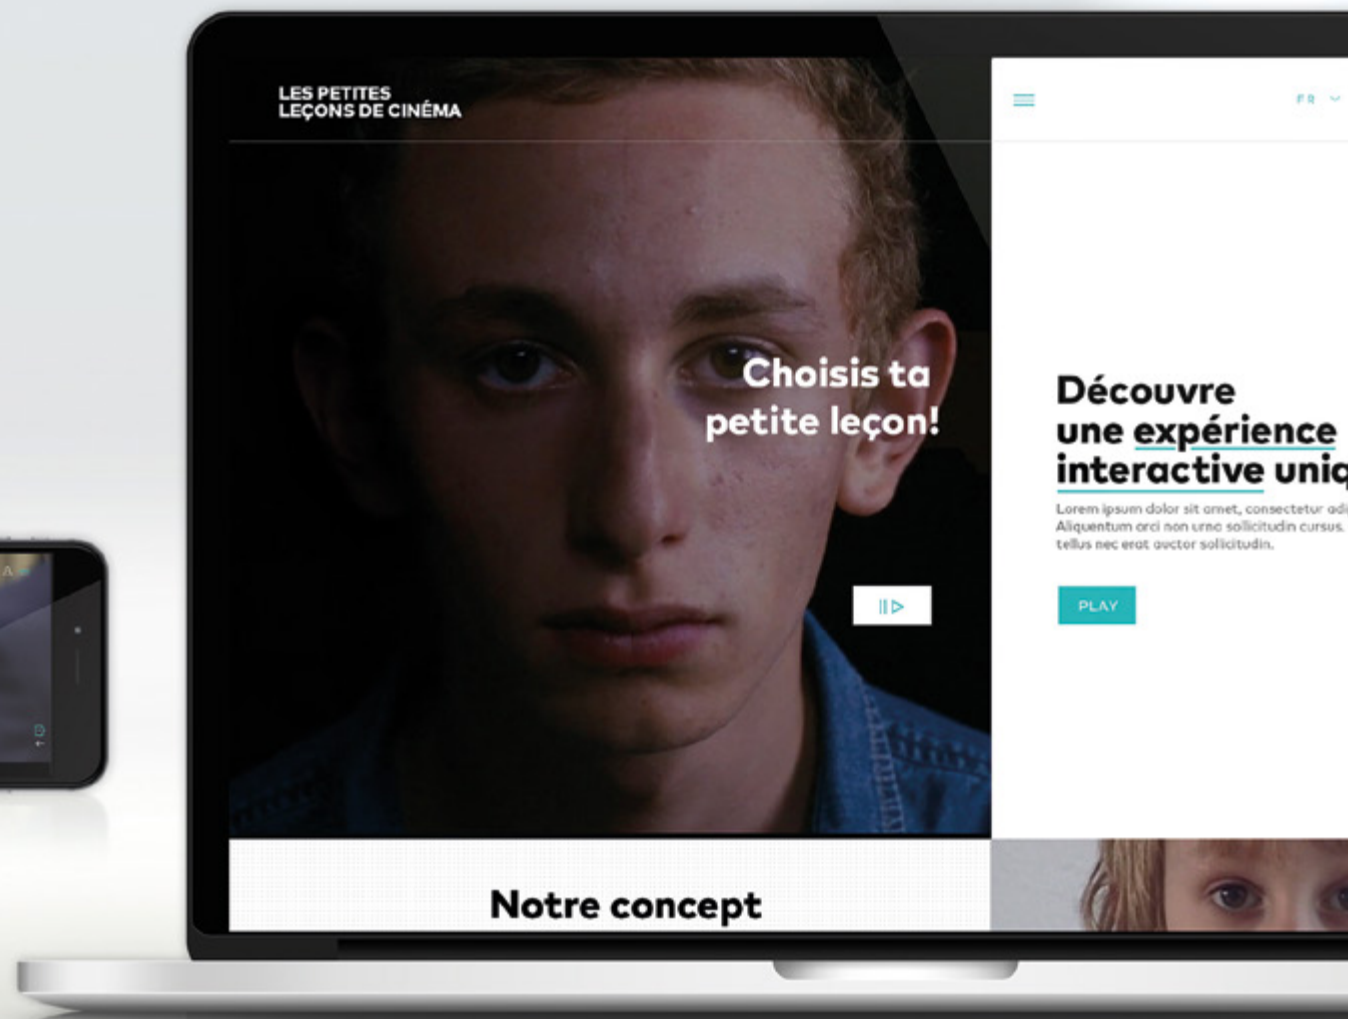 LES PETITES
LEÇONS DE CINÉMA
FR
Choisis ta
petite leçon!
Découvre
une expérience
interactive uniq
Lorem ipsum dolor sit amet, consectetur adi
Aliquentum orci non urna sollicitudin cursus.
tellus nec erat auctor sollicitudin.
PLAY
Notre concept